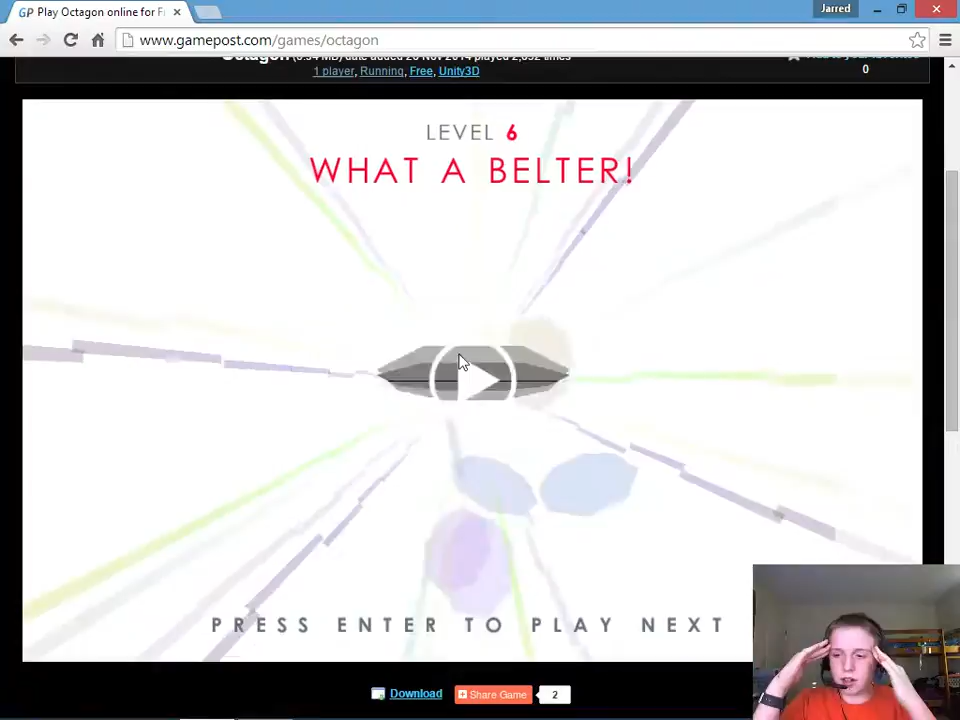 GP Play Octagon online for F
Jarred
www.gamepost.com/games/octagon
1 player, Running, Free, Unity3D
0
LEVEL 6
WHAT A BELTER!
PRESS ENTER TO PLAY NEXT
Download
Share Game
2